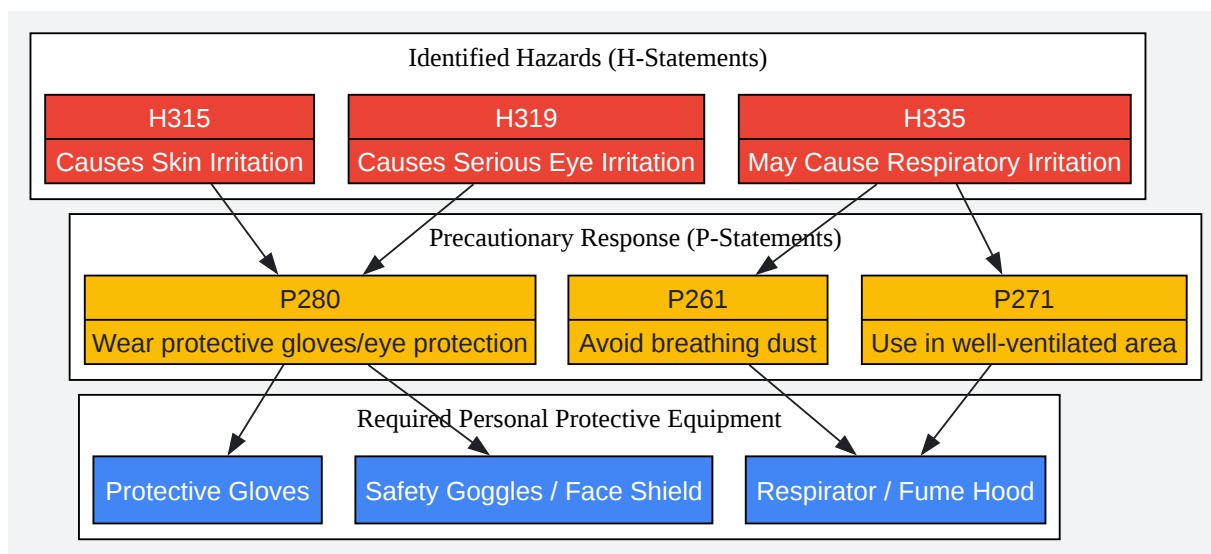 Identified Hazards (H-Statements)
H315
Causes Skin Irritation
H319
Causes Serious Eye Irritation
H335
May Cause Respiratory Irritation
Precautionary Response (P-Statements)
P280
Wear protective gloves/eye protection
P261
Avoid breathing dust
P271
Use in well-ventilated area
Required Personal Protective Equipment
Protective Gloves
Safety Goggles / Face Shield
Respirator / Fume Hood